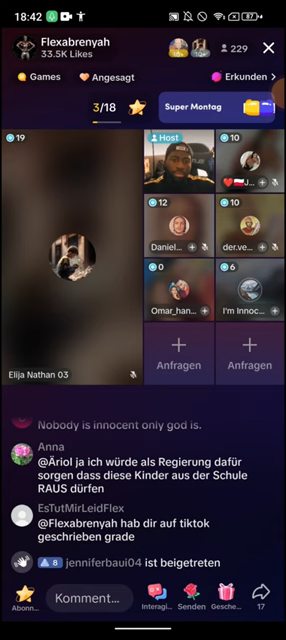 18:42
87
Flexabrenyah
33.5K Likes
229
Games
Angesagt
Erkunden
3/18
Super Montag
19
Host
10
12
10
Daniel...
der.ve...
0
6
Omar_han...
I'm Innoc...
Elija Nathan 03
Anfragen
Anfragen
Nobody is innocent only god is.
Anna
@Äriol ja ich würde als Regierung dafür
sorgen dass diese Kinder aus der Schule
RAUS dürfen
EsTutMirLeidFlex
@Flexabrenyah hab dir auf tiktok
geschrieben grade
8 jenniferbaui04 ist beigetreten
Komment...
Abonn...
Interagi...
Senden
Gesche...
17